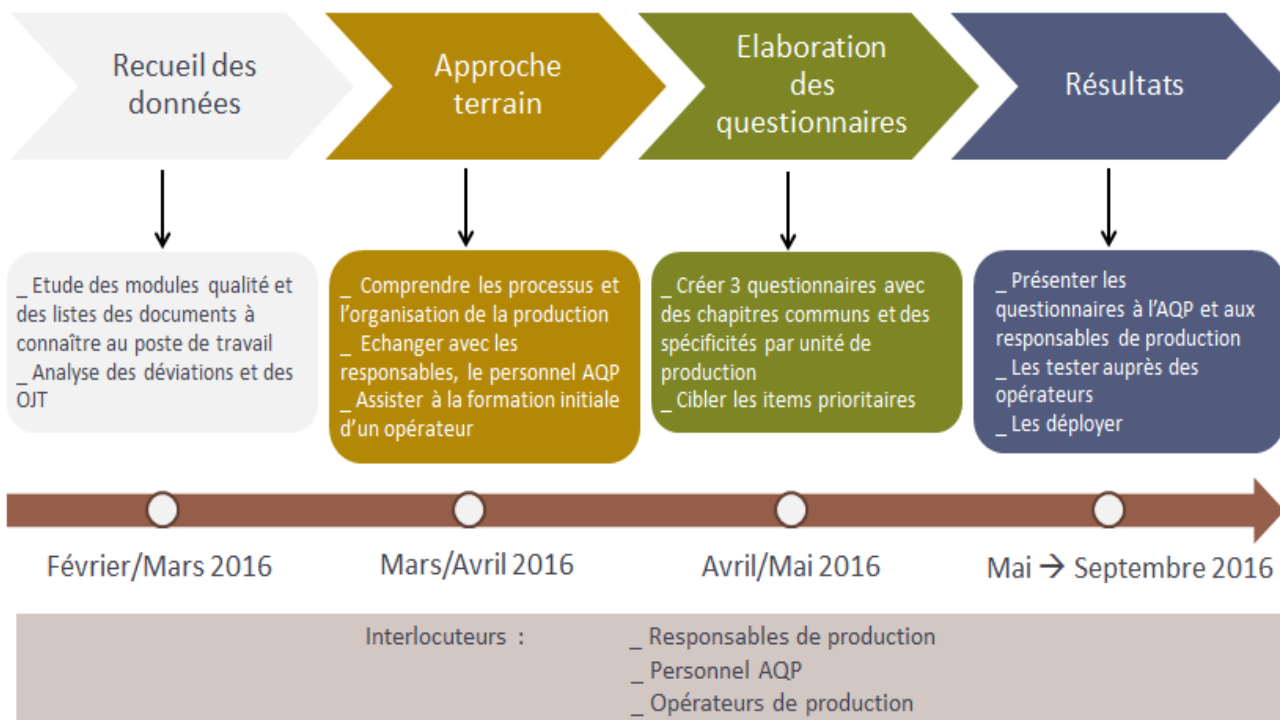 Recueil des
données
Approche
terrain
Elaboration
des
questionnaires
Résultats
_ Etude des modules qualité et
des listes des documents à
connaître au poste de travail
_ Analyse des déviations et des
OJT
_ Comprendre les processus et
l'organisation de la production
_ Echanger avec les
responsables, le personnel AQP
_ Assister à la formation initiale
d'un opérateur
_ Créer 3 questionnaires avec
des chapitres communs et des
spécificités par unité de
production
_ Cibler les items prioritaires
_ Présenter les
questionnaires à l'AQP et aux
responsables de production
_ Les tester auprès des
opérateurs
_ Les déployer
Février/Mars 2016
Mars/Avril 2016
Avril/Mai 2016
Mai → Septembre 2016
Interlocuteurs : _ Responsables de production
_ Personnel AQP
_ Opérateurs de production